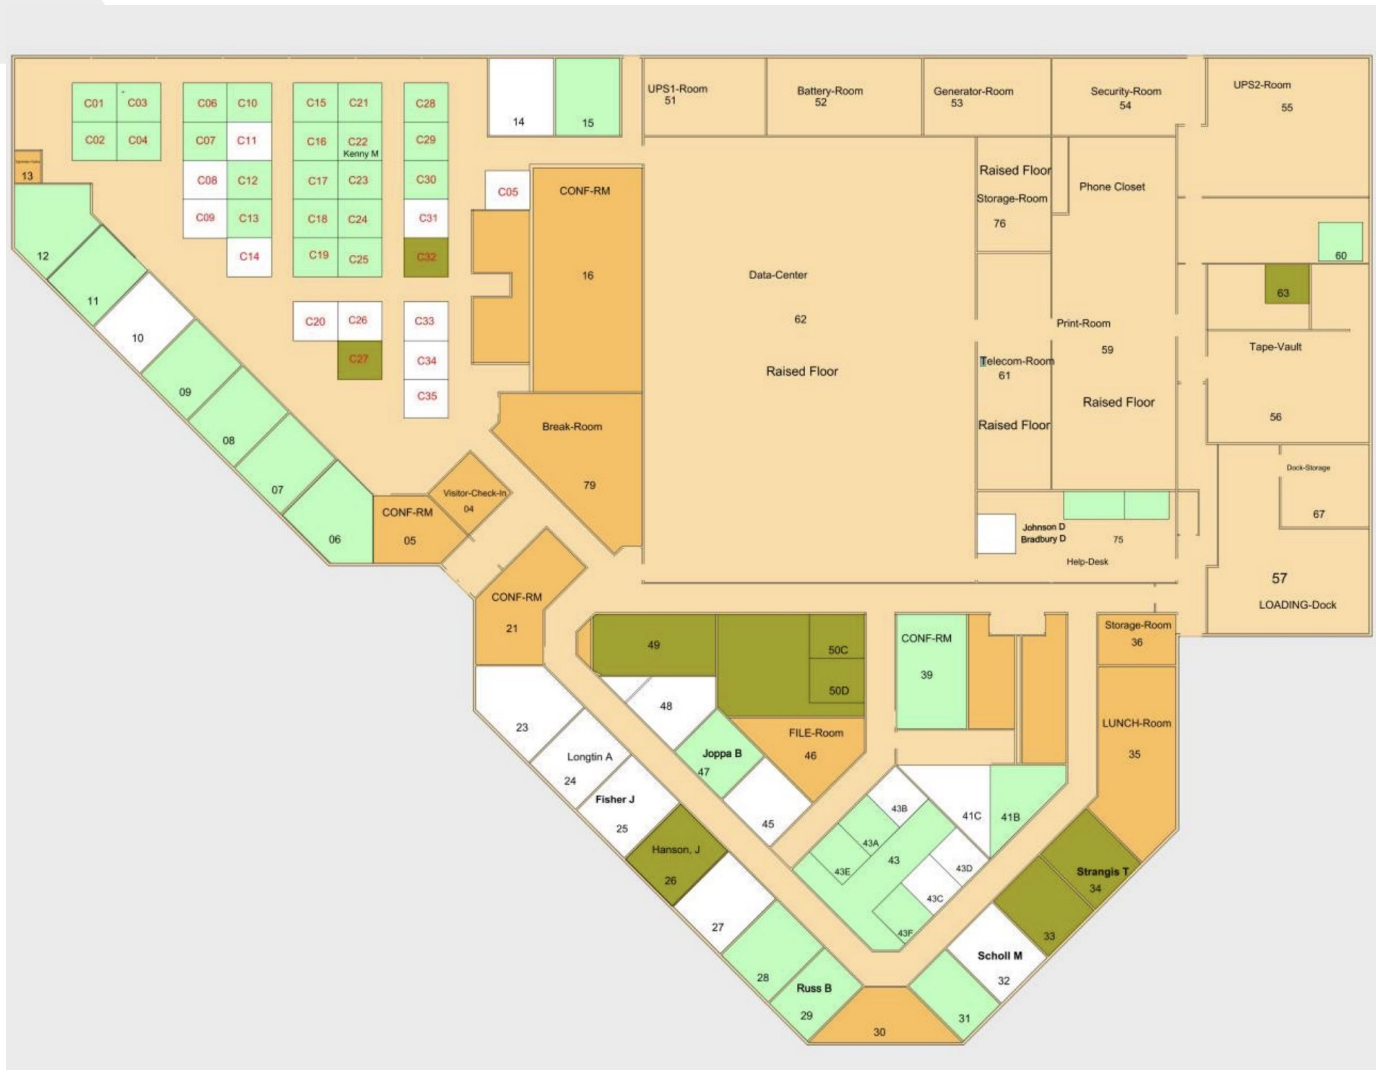 C01
C03
C02
C04
C06
C10
C07
C11
C08
C12
C09
C13
C14
C15
C21
C16
C22
Kenny M
C17
C23
C18
C24
C19
C25
C20
C26
C27
C28
C29
C30
C31
C32
C33
C34
C35
C05
14
15
13
12
11
10
09
08
07
06
CONF-RM
05
Visitor-Check-In
04
CONF-RM
16
Break-Room
79
UPS1-Room
51
Battery-Room
52
Generator-Room
53
Security-Room
54
UPS2-Room
55
Data-Center
62
Raised Floor
Raised Floor
Storage-Room
76
Phone Closet
Print-Room
59
Raised Floor
Telecom-Room
61
Raised Floor
60
63
Tape-Vault
56
Dock-Storage
67
57
LOADING-Dock
Johnson D
Bradbury D
75
Help-Desk
CONF-RM
21
23
Longtin A
24
Fisher J
25
Hanson, J
26
27
28
Russ B
29
30
31
Scholl M
32
33
Strangis T
34
LUNCH-Room
35
Storage-Room
36
CONF-RM
39
49
50C
50D
48
Joppa B
47
FILE-Room
46
45
43B
43A
43E
43
43D
43C
43F
41C
41B